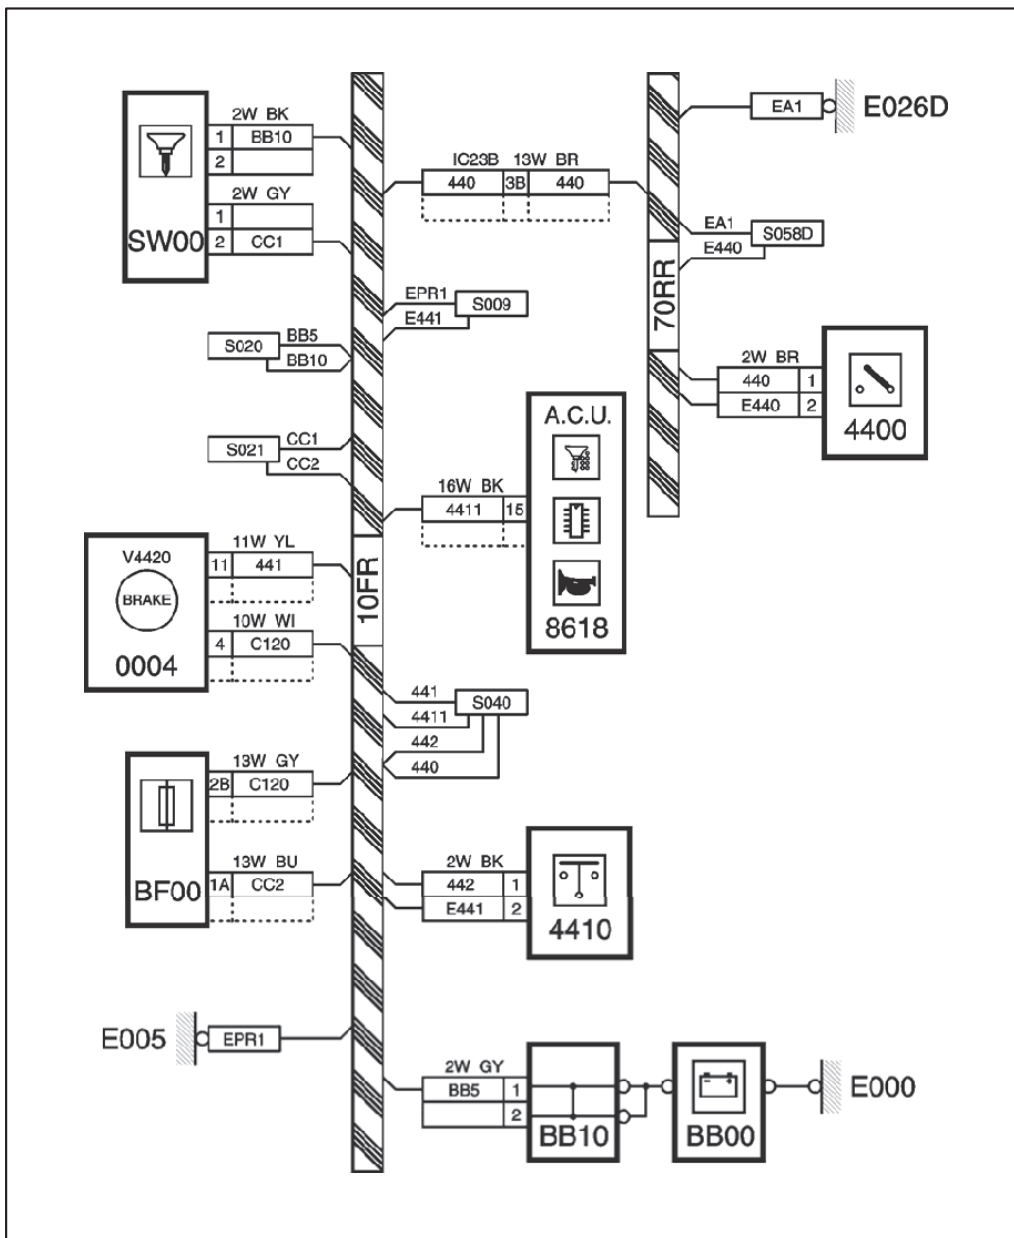 2W BK
1 BB10
2
2W GY
1
SW00
2 CC1
EA1
E026D
IC23B 13W BR
440 3B 440
EA1
S058D
E440
70RR
EPR1
S009
E441
BB5
S020
BB10
2W BR
440 1
E440 2
4400
CC1
S021
CC2
A.C.U.
16W BK
4411 15
8618
V4420
BRAKE
0004
11W YL
11 441
10W WI
4 C120
10FR
441
S040
4411
442
440
13W GY
2B C120
13W BU
1A CC2
BF00
2W BK
442 1
E441 2
4410
E005
EPR1
2W GY
BB5 1
2
BB10
BB00
E000